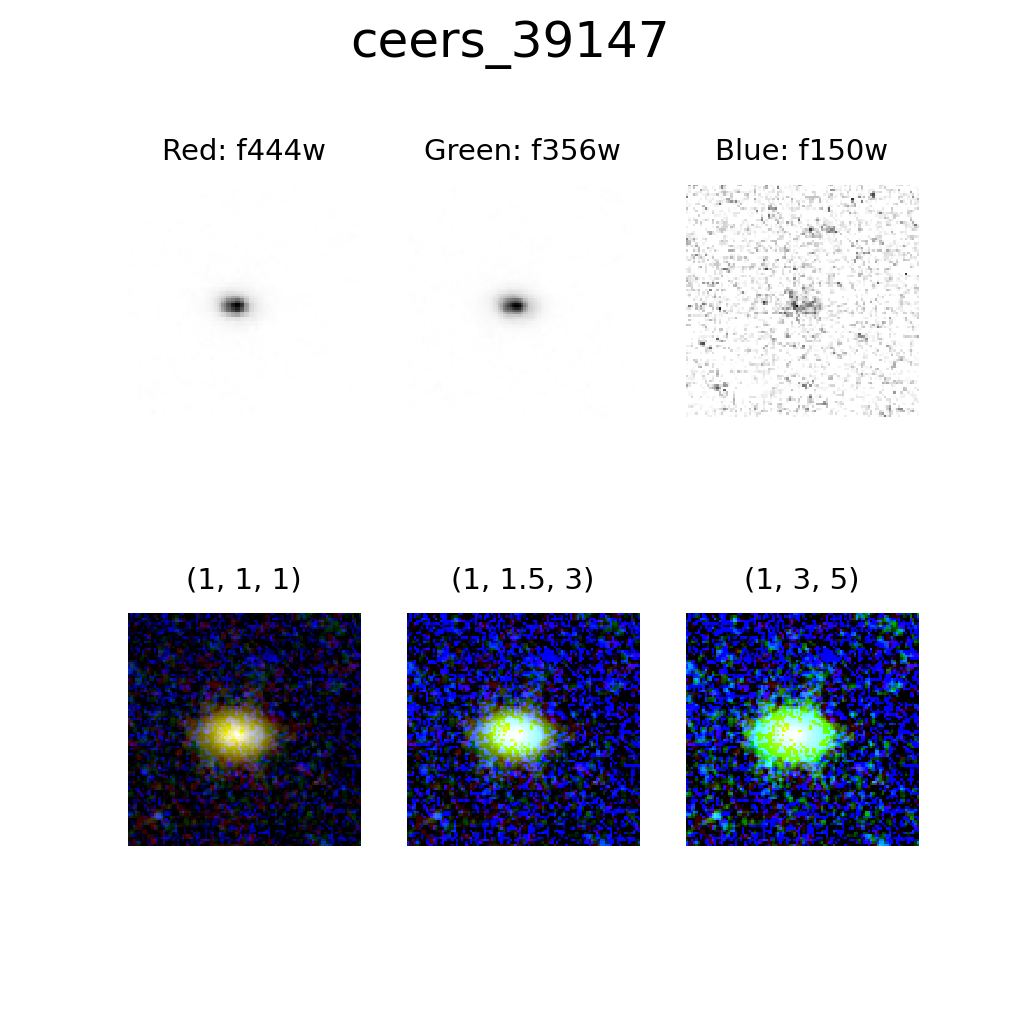 ceers_39147
Red: f444w
Green: f356w
Blue: f150w
(1, 1, 1)
(1, 1.5, 3)
(1, 3, 5)